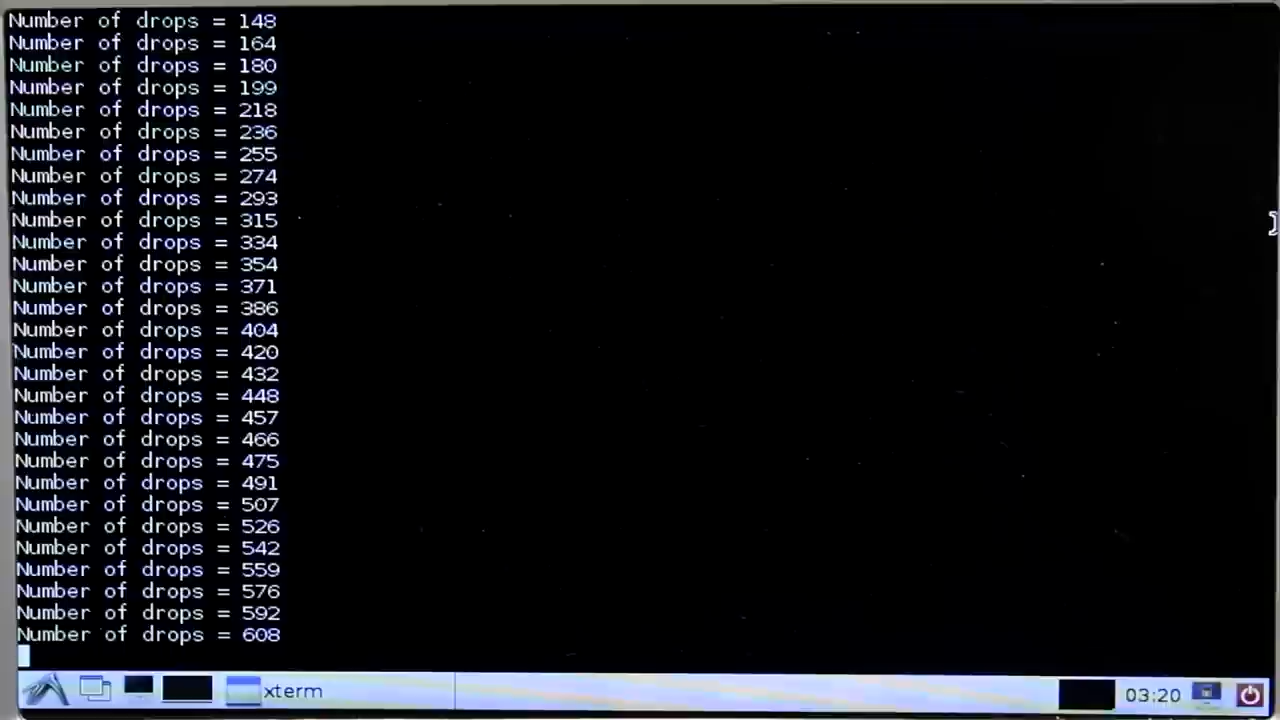 Number of drops = 148
Number of drops = 164
Number of drops = 180
Number of drops = 199
Number of drops = 218
Number of drops = 236
Number of drops = 255
Number of drops = 274
Number of drops = 293
Number of drops = 315
Number of drops = 334
Number of drops = 354
Number of drops = 371
Number of drops = 386
Number of drops = 404
Number of drops = 420
Number of drops = 432
Number of drops = 448
Number of drops = 457
Number of drops = 466
Number of drops = 475
Number of drops = 491
Number of drops = 507
Number of drops = 526
Number of drops = 542
Number of drops = 559
Number of drops = 576
Number of drops = 592
Number of drops = 608
xterm
03:20